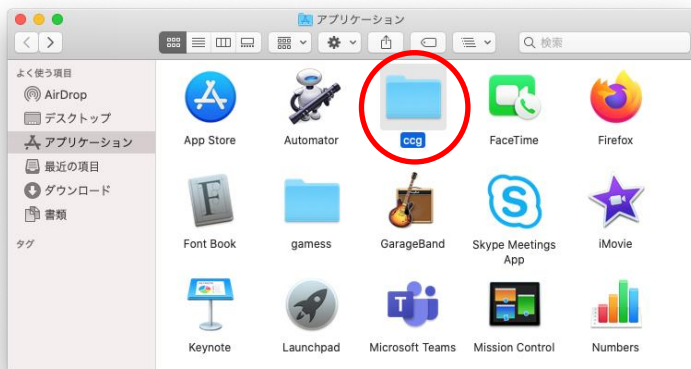 アプリケーション
検索
よく使う項目
AirDrop
デスクトップ
アプリケーション
最近の項目
ダウンロード
書類
タグ
App Store
Automator
ccg
FaceTime
Firefox
Font Book
gamess
GarageBand
Skype Meetings
App
iMovie
Keynote
Launchpad
Microsoft Teams
Mission Control
Numbers